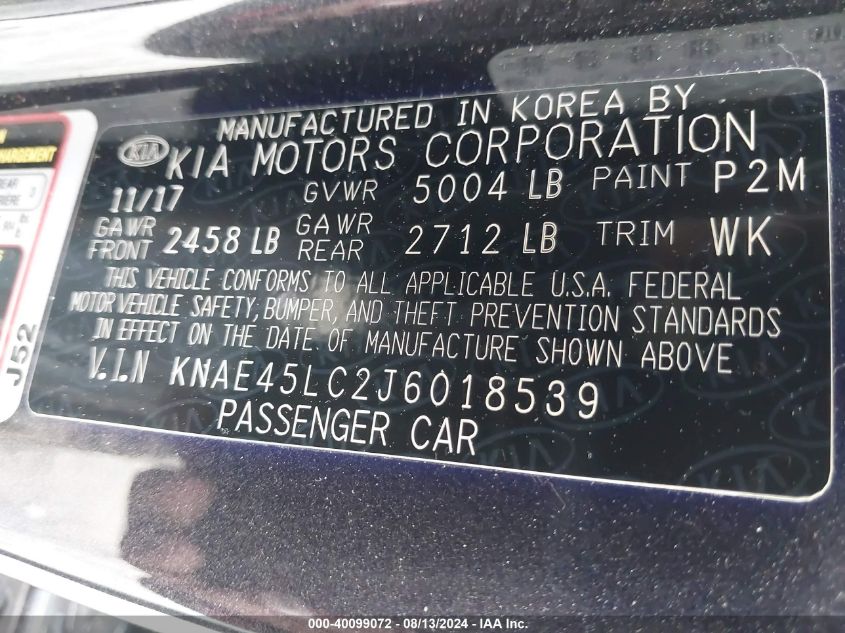 MANUFACTURED IN KOREA BY
KIA KIA MOTORS CORPORATION
11/17 GVWR 5004 LB PAINT P2M
GAWR FRONT 2458 LB GAWR REAR 2712 LB TRIM WK
THIS VEHICLE CONFORMS TO ALL APPLICABLE U.S.A. FEDERAL
MOTOR VEHICLE SAFETY, BUMPER, AND THEFT PREVENTION STANDARDS
IN EFFECT ON THE DATE OF MANUFACTURE SHOWN ABOVE
V.I.N KNAE45LC2J6018539
PASSENGER CAR
J52
000-40099072 - 08/13/2024 - IAA Inc.